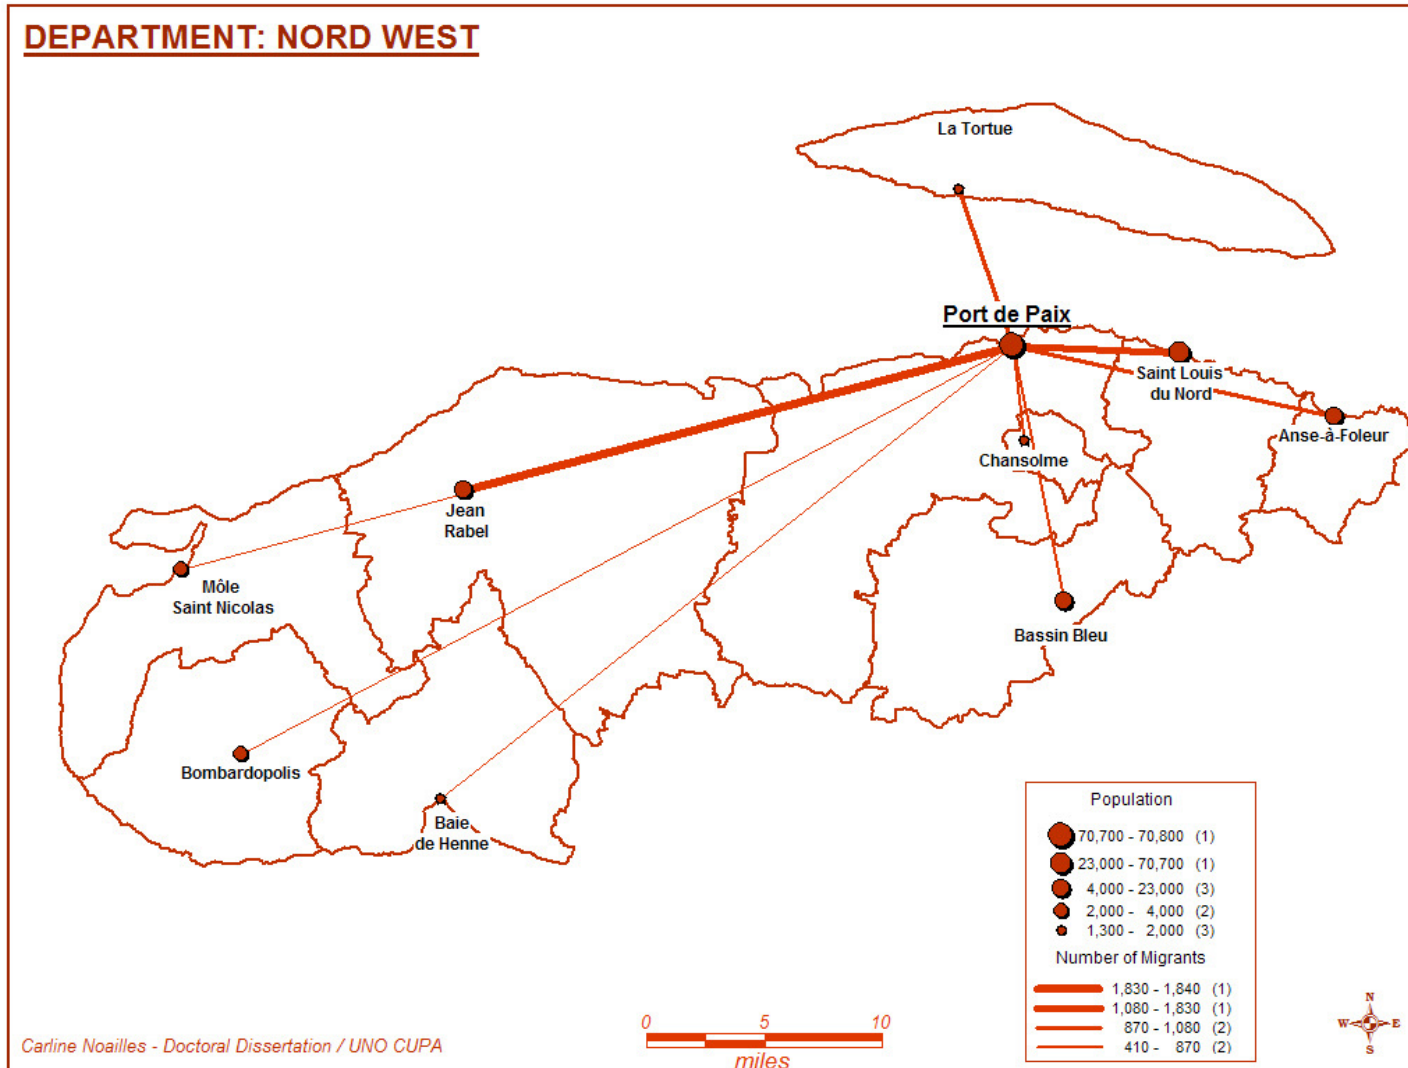 DEPARTMENT: NORD WEST
La Tortue
Port de Paix
Saint Louis
du Nord
Anse-à-Foleur
Chansolme
Jean
Rabel
Môle
Saint Nicolas
Bassin Bleu
Bombardopolis
Baie
de Henne
Population
70,700 - 70,800 (1)
23,000 - 70,700 (1)
4,000 - 23,000 (3)
2,000 - 4,000 (2)
1,300 - 2,000 (3)
Number of Migrants
1,830 - 1,840 (1)
1,080 - 1,830 (1)
870 - 1,080 (2)
410 - 870 (2)
N
W E
S
0 5 10
miles
Carline Noailles - Doctoral Dissertation / UNO CUPA